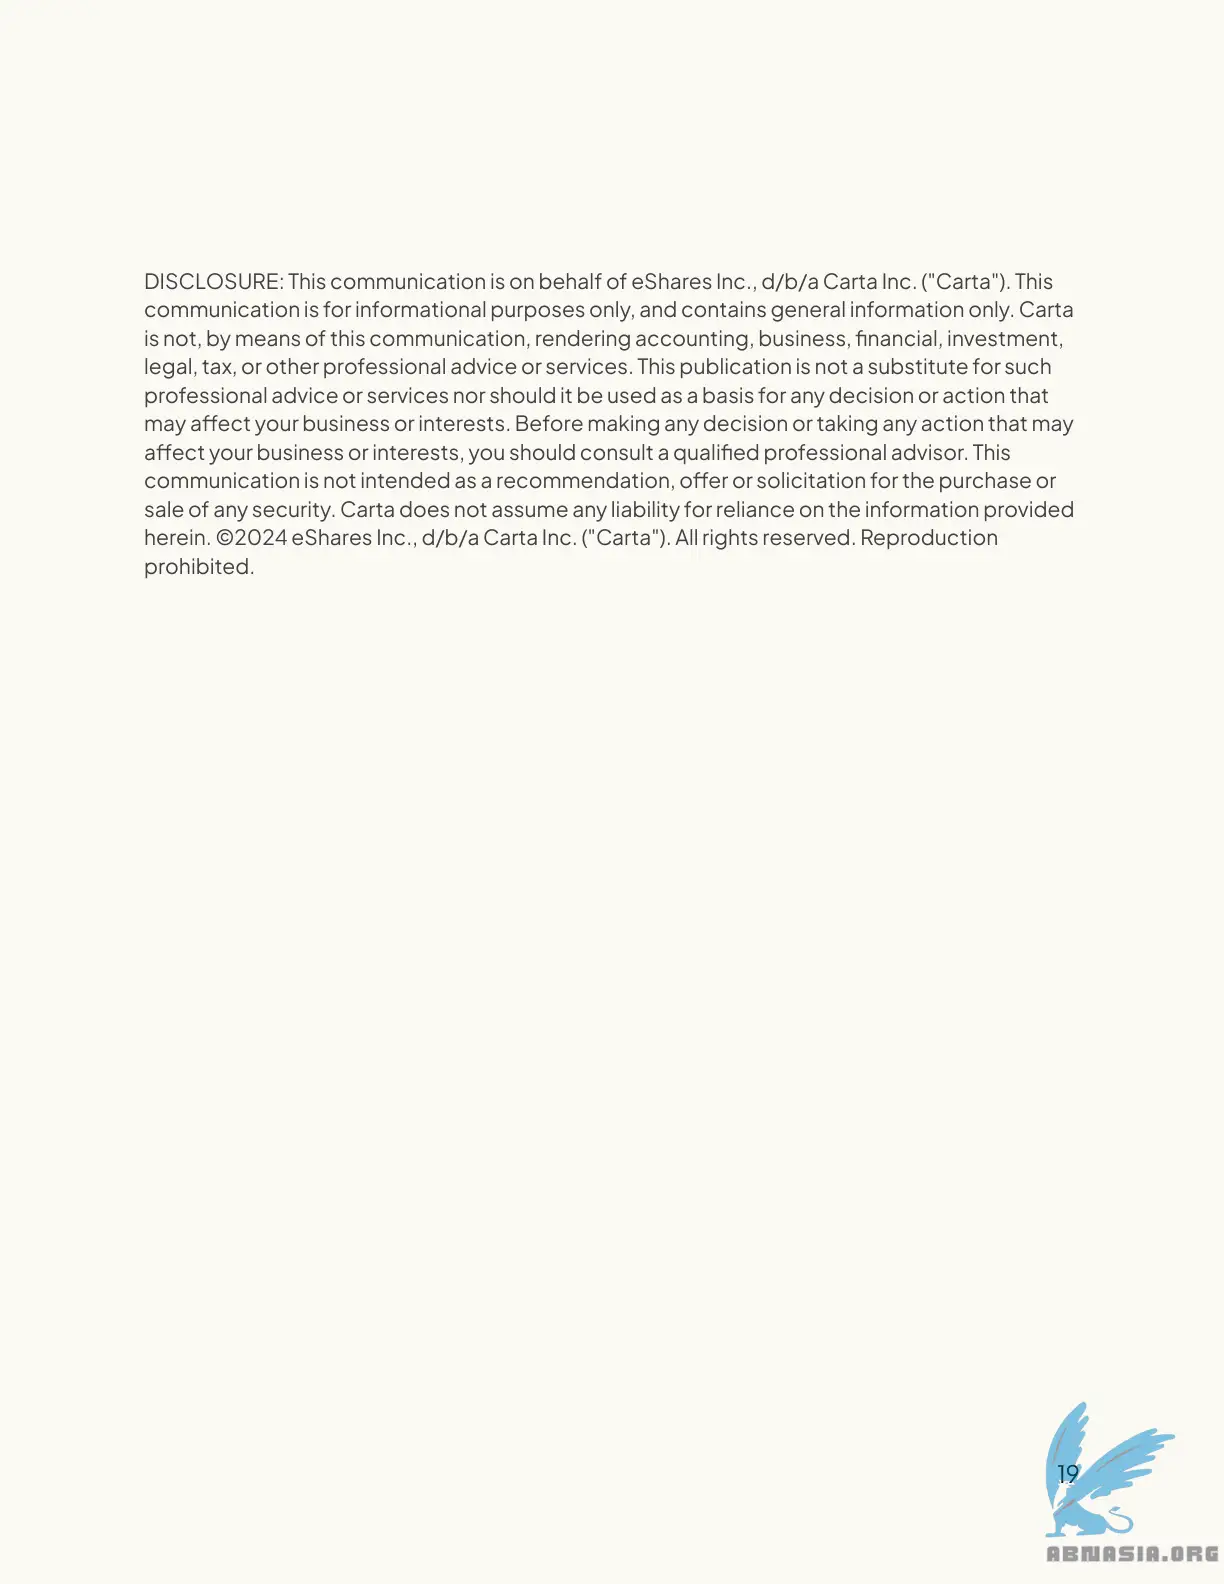 DISCLOSURE: This communication is on behalf of eShares Inc., d/b/a Carta Inc. ("Carta"). This
communication is for informational purposes only, and contains general information only. Carta
is not, by means of this communication, rendering accounting, business, financial, investment,
legal, tax, or other professional advice or services. This publication is not a substitute for such
professional advice or services nor should it be used as a basis for any decision or action that
may affect your business or interests. Before making any decision or taking any action that may
affect your business or interests, you should consult a qualified professional advisor. This
communication is not intended as a recommendation, offer or solicitation for the purchase or
sale of any security. Carta does not assume any liability for reliance on the information provided
herein. ©2024 eShares Inc., d/b/a Carta Inc. ("Carta"). All rights reserved. Reproduction
prohibited.
19
ABNASIA.ORG